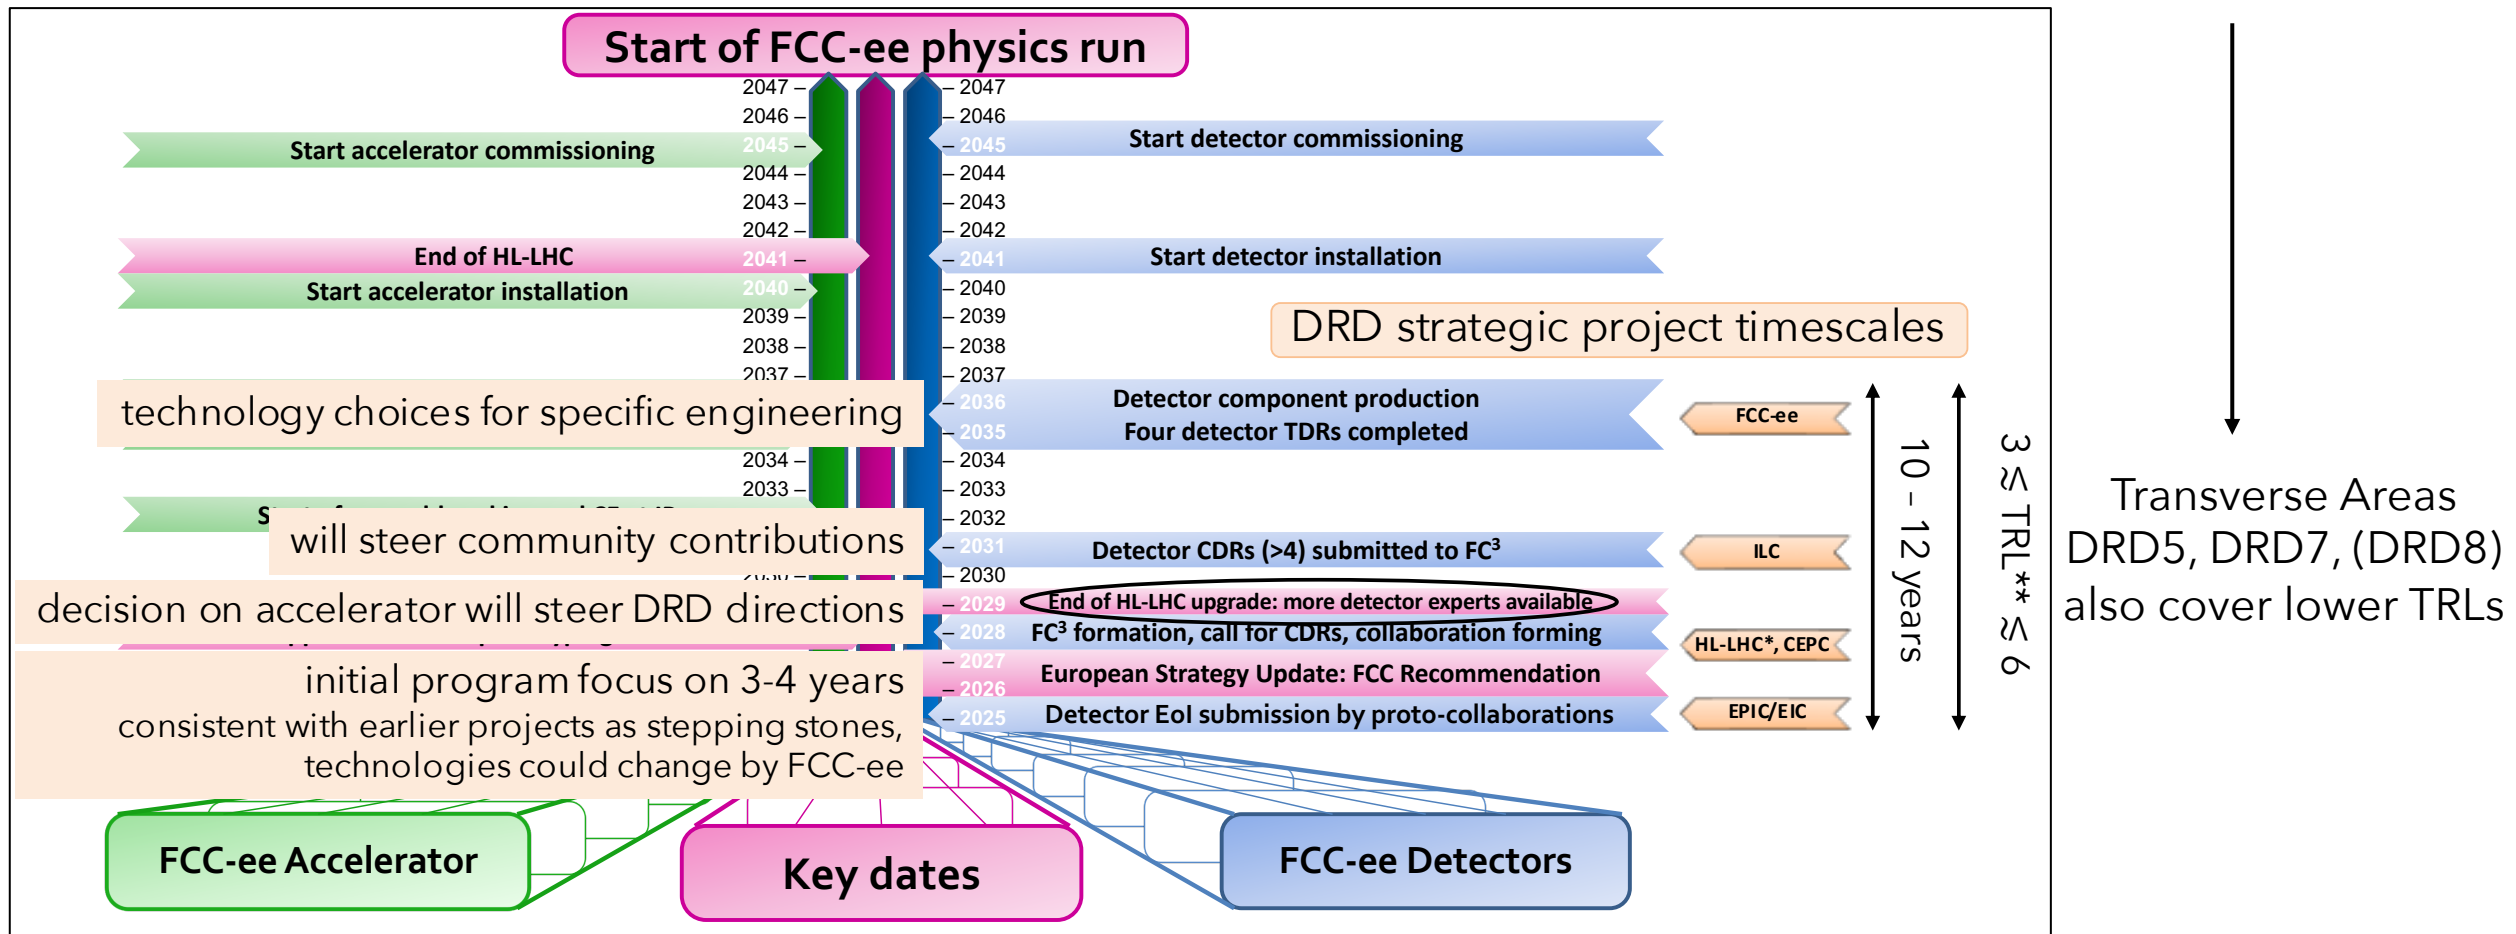 Start of FCC-ee physics run
2047 – – 2047
2046 – – 2046
2045 – – 2045
2044 – – 2044
2043 – – 2043
2042 – – 2042
2041 – – 2041
2040 – – 2040
2039 – – 2039
2038 – – 2038
2037 – – 2037
– 2036
– 2035
2034 – – 2034
2033 – – 2033
– 2032
– 2031
2030 – – 2030
– 2029
– 2028
– 2027
– 2026
– 2025
Start accelerator commissioning
End of HL-LHC
Start accelerator installation
technology choices for specific engineering
will steer community contributions
decision on accelerator will steer DRD directions
initial program focus on 3-4 years
consistent with earlier projects as stepping stones,
technologies could change by FCC-ee
Start detector commissioning
Start detector installation
DRD strategic project timescales
Detector component production
Four detector TDRs completed
Detector CDRs (>4) submitted to FC³
End of HL-LHC upgrade: more detector experts available
FC³ formation, call for CDRs, collaboration forming
European Strategy Update: FCC Recommendation
Detector EoI submission by proto-collaborations
FCC-ee
ILC
HL-LHC*, CEPC
EPIC/EIC
10 – 12 years
3 ≲ TRL** ≲ 6
Transverse Areas
DRD5, DRD7, (DRD8)
also cover lower TRLs
FCC-ee Accelerator
Key dates
FCC-ee Detectors